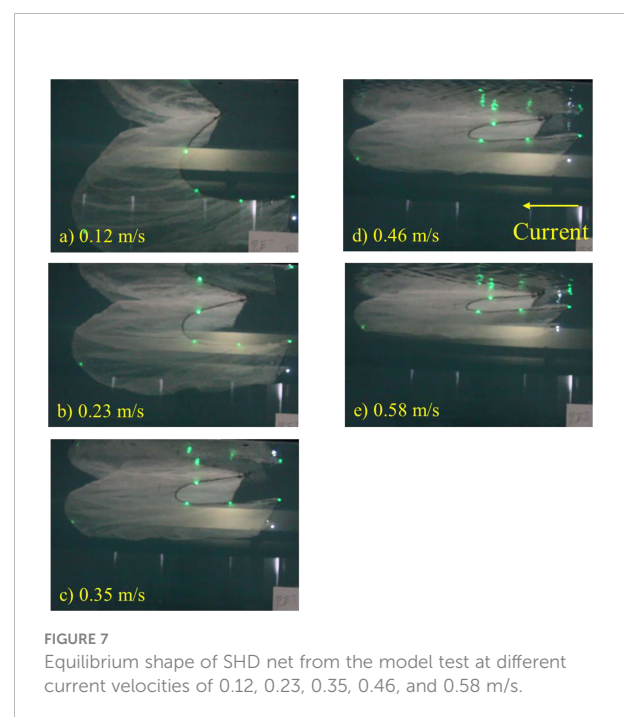 a) 0.12 m/s
b) 0.23 m/s
c) 0.35 m/s
d) 0.46 m/s
Current
e) 0.58 m/s
FIGURE 7
Equilibrium shape of SHD net from the model test at different
current velocities of 0.12, 0.23, 0.35, 0.46, and 0.58 m/s.